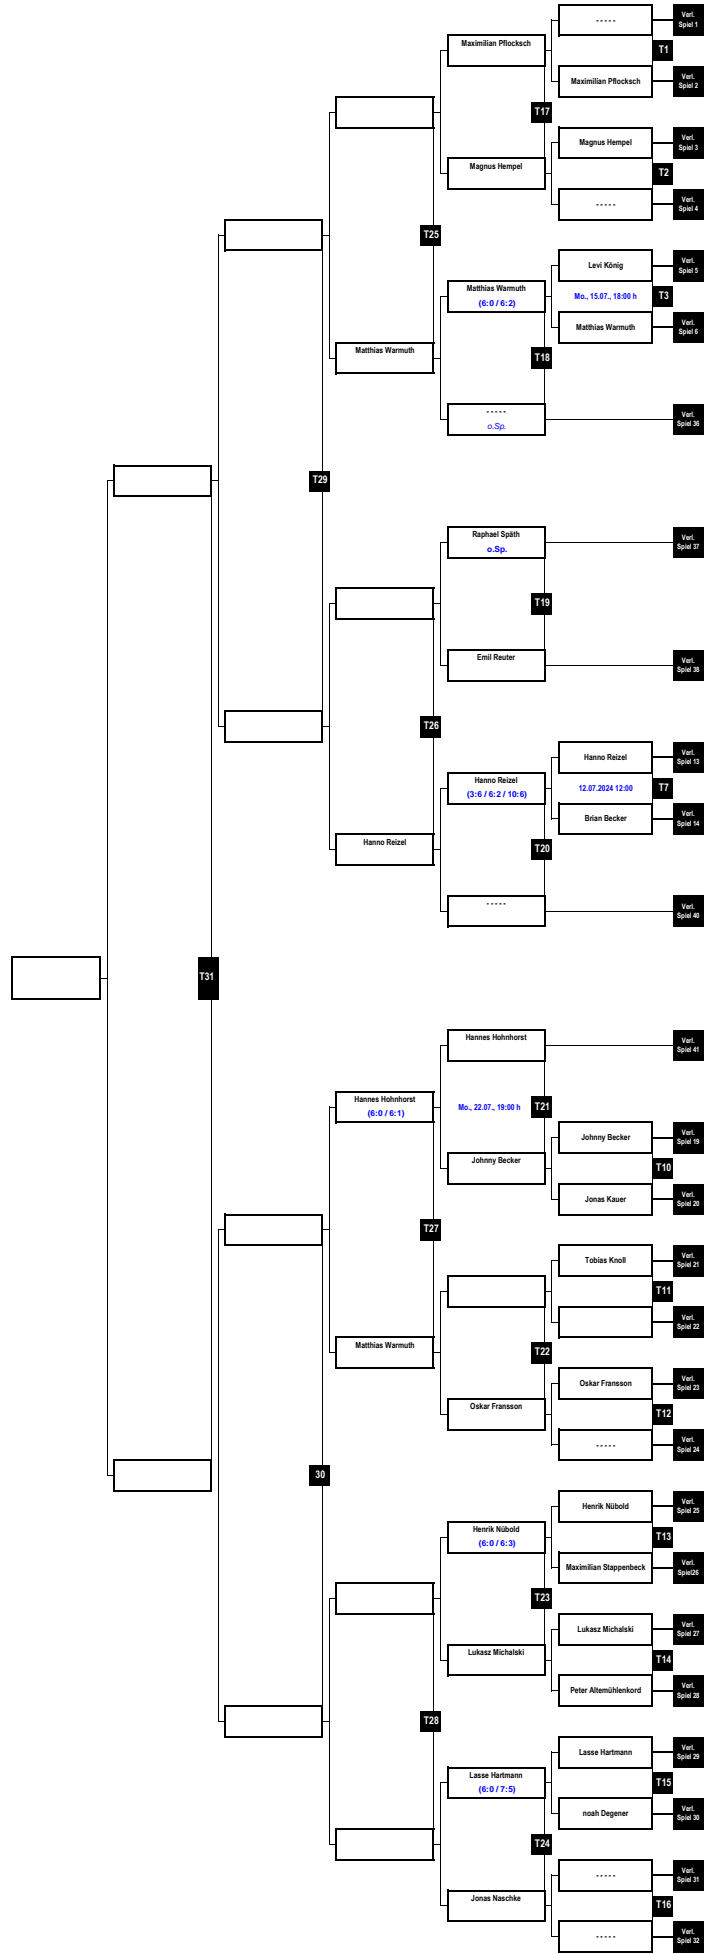 - - - - -
Verl.
Spiel 1
Maximilian Pflocksch
T1
Maximilian Pflocksch
Verl.
Spiel 2
T17
Magnus Hempel
Verl.
Spiel 3
Magnus Hempel
T2
- - - - -
Verl.
Spiel 4
T25
Levi König
Verl.
Spiel 5
Matthias Warmuth
(6:0 / 6:2)
Mo., 15.07., 18:00 h
T3
Matthias Warmuth
Verl.
Spiel 6
Matthias Warmuth
T18
- - - - -
o.Sp.
Verl.
Spiel 36
T29
Raphael Späth
o.Sp.
Verl.
Spiel 37
T19
Emil Reuter
Verl.
Spiel 38
T26
Hanno Reizel
Verl.
Spiel 13
Hanno Reizel
(3:6 / 6:2 / 10:6)
12.07.2024 12:00
T7
Brian Becker
Verl.
Spiel 14
Hanno Reizel
T20
- - - - -
Verl.
Spiel 40
T31
Hannes Hohnhorst
Verl.
Spiel 41
Hannes Hohnhorst
(6:0 / 6:1)
Mo., 22.07., 19:00 h
T21
Johnny Becker
Verl.
Spiel 19
Johnny Becker
T10
Jonas Kauer
Verl.
Spiel 20
T27
Tobias Knoll
Verl.
Spiel 21
T11
Verl.
Spiel 22
Matthias Warmuth
T22
Oskar Fransson
Verl.
Spiel 23
Oskar Fransson
T12
- - - - -
Verl.
Spiel 24
30
Henrik Nübold
Verl.
Spiel 25
Henrik Nübold
(6:0 / 6:3)
T13
Maximilian Stappenbeck
Verl.
Spiel26
T23
Lukasz Michalski
Verl.
Spiel 27
Lukasz Michalski
T14
Peter Altemühlenkord
Verl.
Spiel 28
T28
Lasse Hartmann
Verl.
Spiel 29
Lasse Hartmann
(6:0 / 7:5)
T15
noah Degener
Verl.
Spiel 30
T24
- - - - -
Verl.
Spiel 31
Jonas Naschke
T16
- - - - -
Verl.
Spiel 32